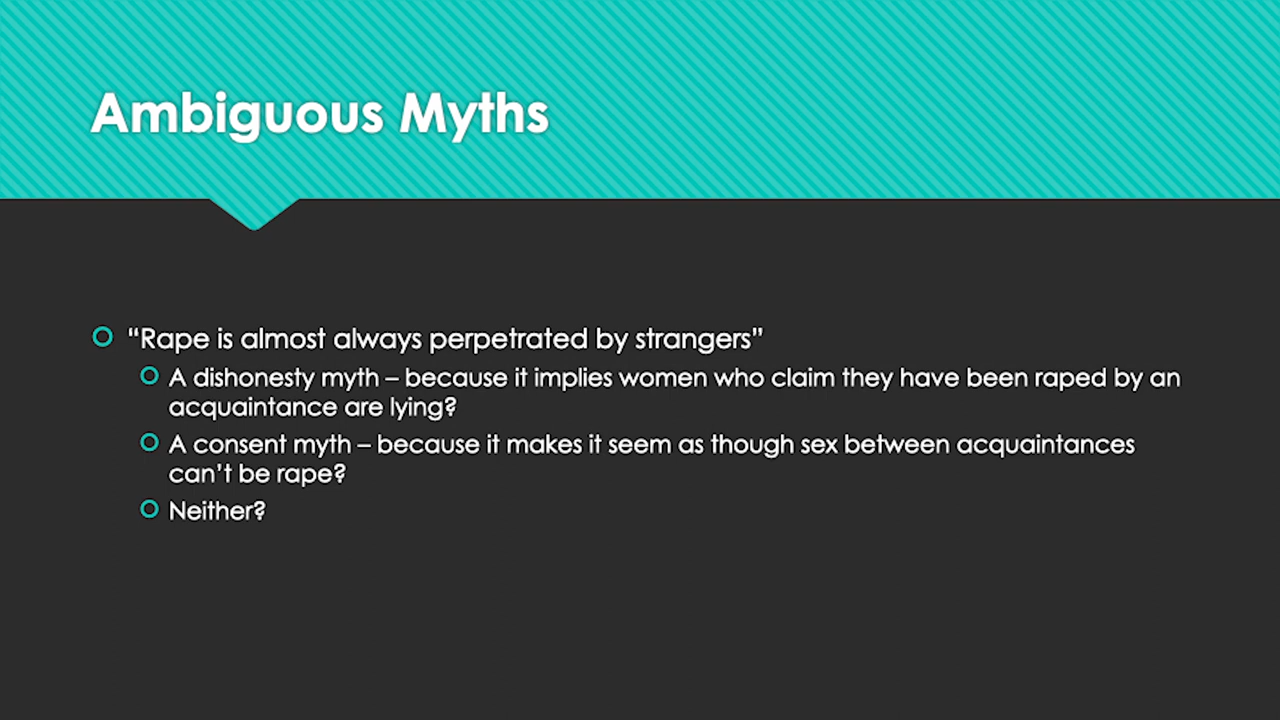 Ambiguous Myths
“Rape is almost always perpetrated by strangers”
A dishonesty myth – because it implies women who claim they have been raped by an
acquaintance are lying?
A consent myth – because it makes it seem as though sex between acquaintances
can’t be rape?
Neither?